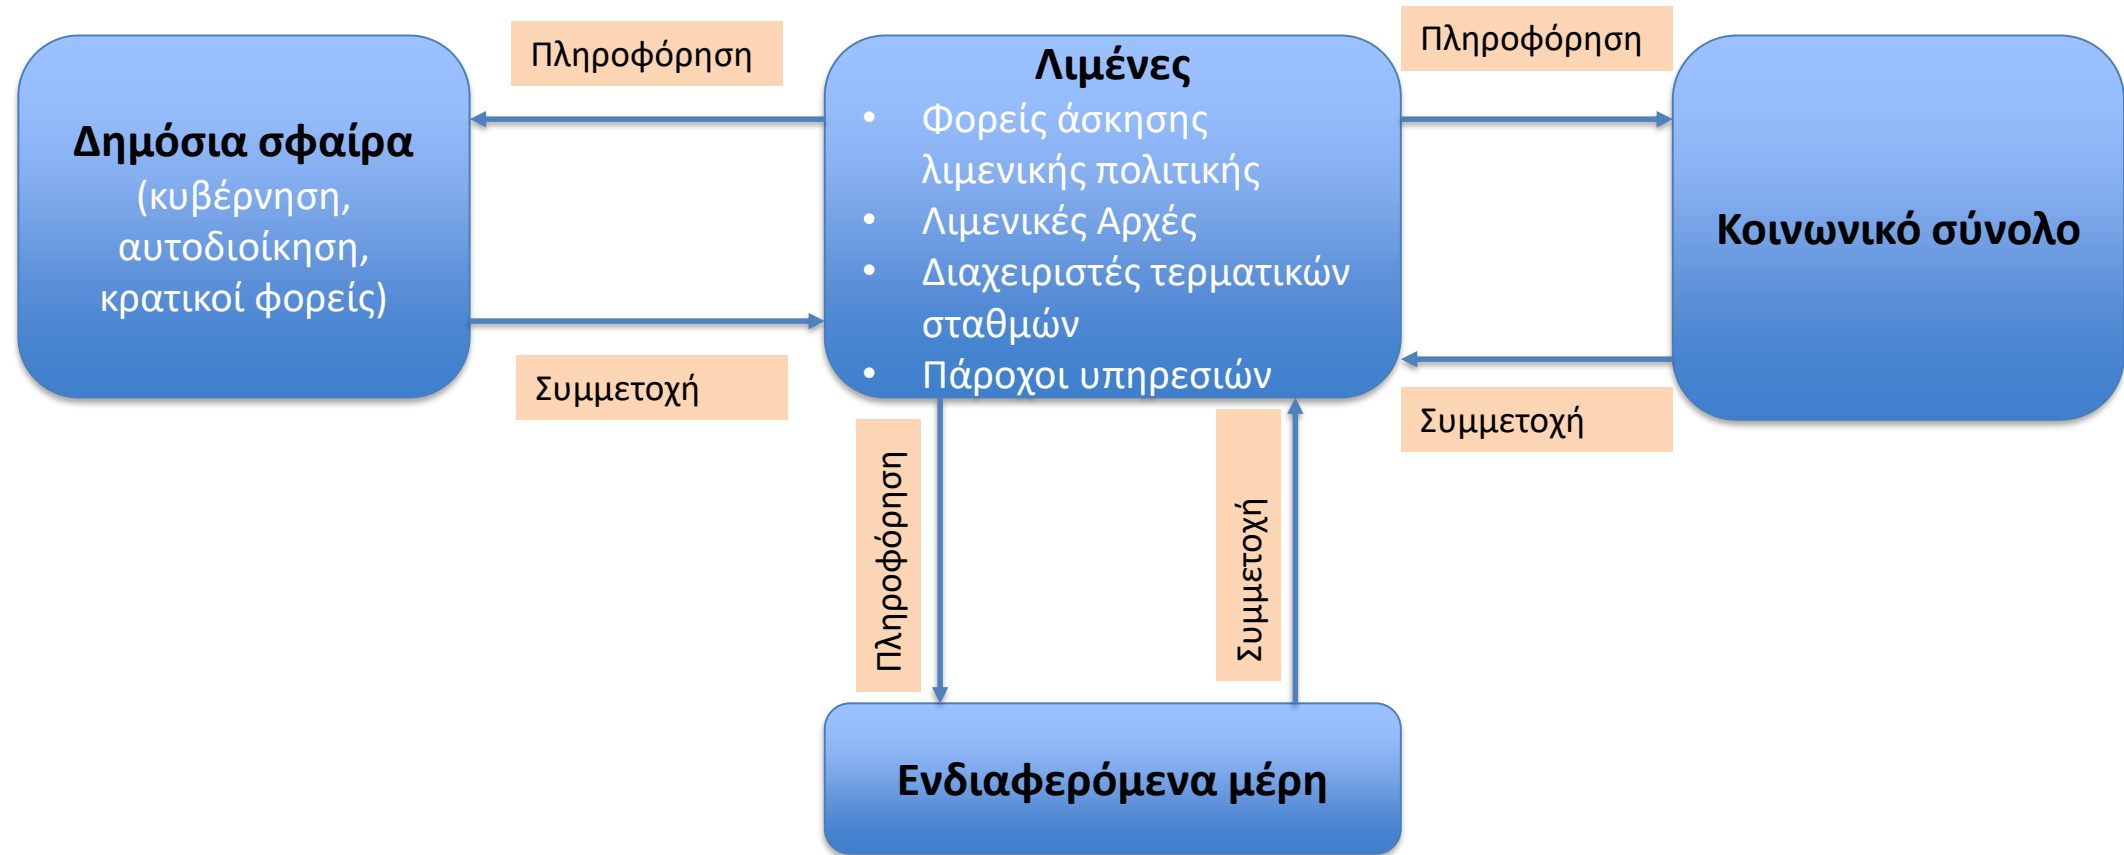 Πληροφόρηση
Δημόσια σφαίρα
(κυβέρνηση,
αυτοδιοίκηση,
κρατικοί φορείς)
Συμμετοχή
Λιμένες
• Φορείς άσκησης
λιμενικής πολιτικής
• Λιμενικές Αρχές
• Διαχειριστές τερματικών
σταθμών
• Πάροχοι υπηρεσιών
Πληροφόρηση
Κοινωνικό σύνολο
Συμμετοχή
Πληροφόρηση
Συμμετοχή
Ενδιαφερόμενα μέρη